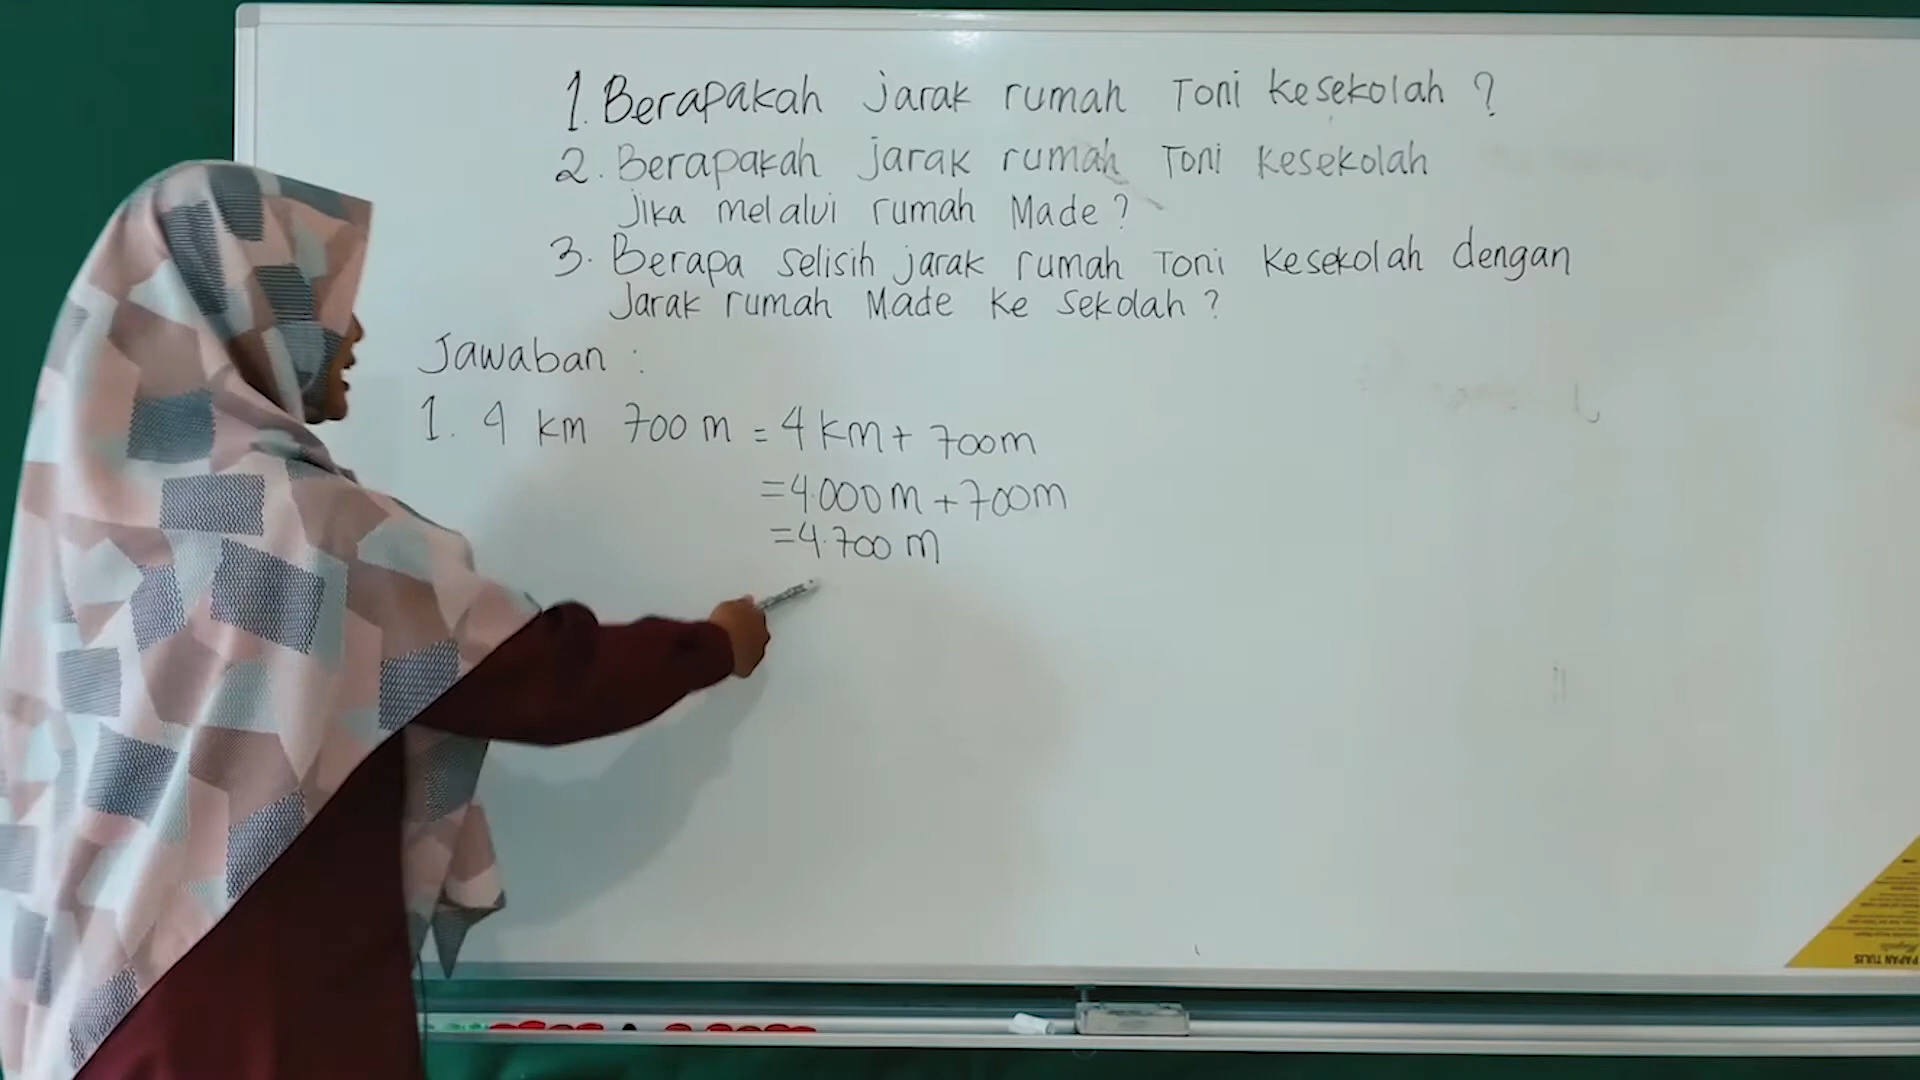 1. Berapakah jarak rumah Toni kesekolah ?
2. Berapakah jarak rumah Toni kesekolah
jika melalui rumah Made ?
3. Berapa selisih jarak rumah Toni kesekolah dengan
Jarak rumah Made ke sekolah ?
Jawaban :
1. 4 km 700 m = 4 km + 700 m
= 4.000 m + 700 m
= 4.700 m
PAPAN TULIS